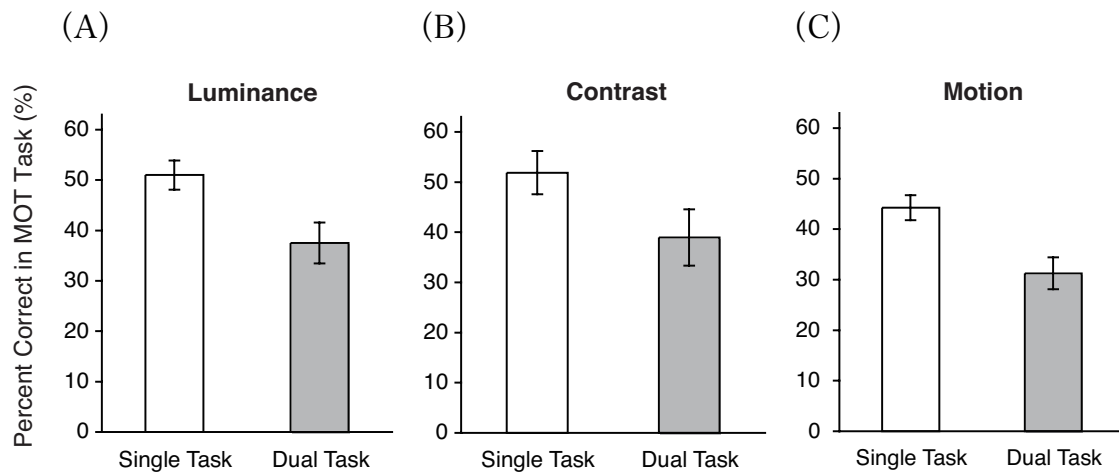 (A)
(B)
(C)
Percent Correct in MOT Task (%)
Luminance
60
50
40
30
20
10
0
Single Task
Dual Task
Contrast
60
50
40
30
20
10
0
Single Task
Dual Task
Motion
60
50
40
30
20
10
0
Single Task
Dual Task